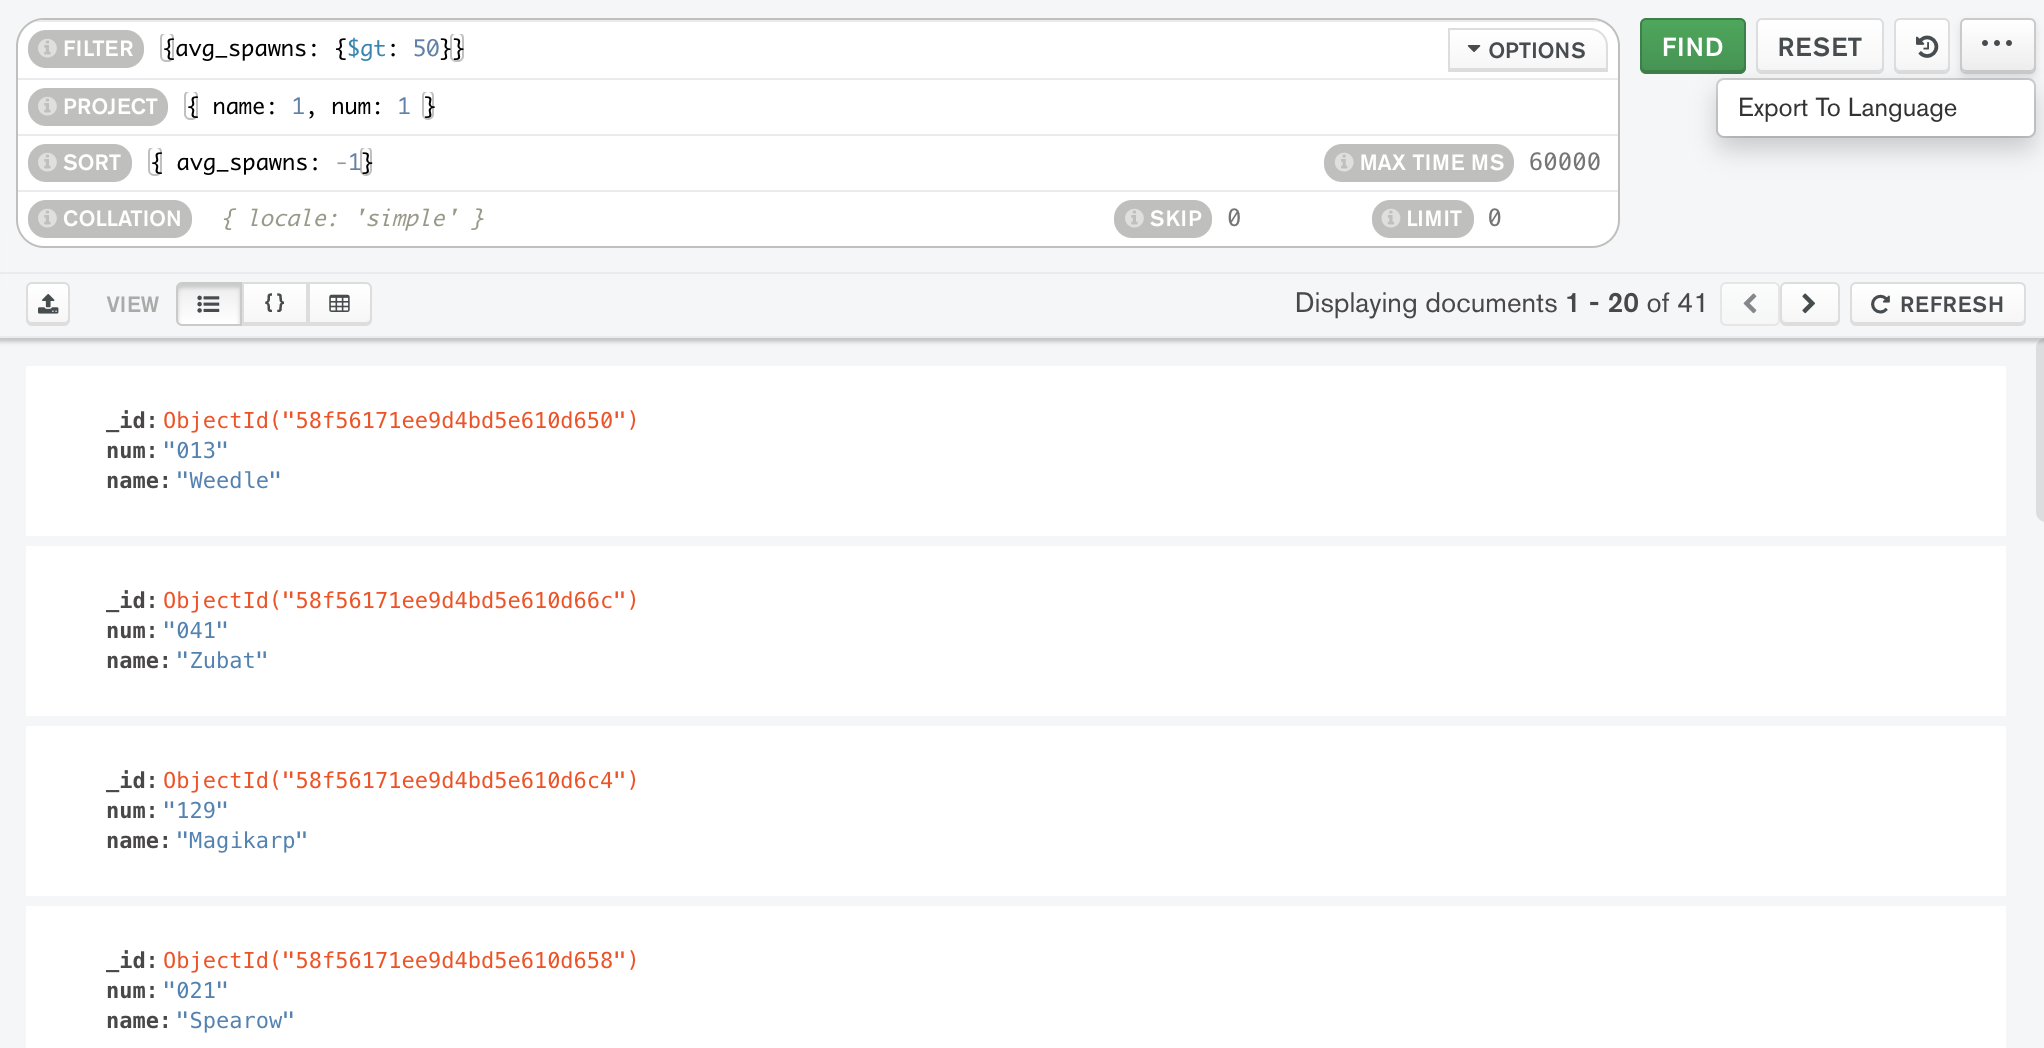 FILTER {avg_spawns: {$gt: 50}} OPTIONS FIND RESET ...
PROJECT { name: 1, num: 1 } Export To Language
SORT { avg_spawns: -1} MAX TIME MS 60000
COLLATION { locale: 'simple' } SKIP 0 LIMIT 0
VIEW {} Displaying documents 1 - 20 of 41 REFRESH
_id: ObjectId("58f56171ee9d4bd5e610d650")
num: "013"
name: "Weedle"
_id: ObjectId("58f56171ee9d4bd5e610d66c")
num: "041"
name: "Zubat"
_id: ObjectId("58f56171ee9d4bd5e610d6c4")
num: "129"
name: "Magikarp"
_id: ObjectId("58f56171ee9d4bd5e610d658")
num: "021"
name: "Spearow"